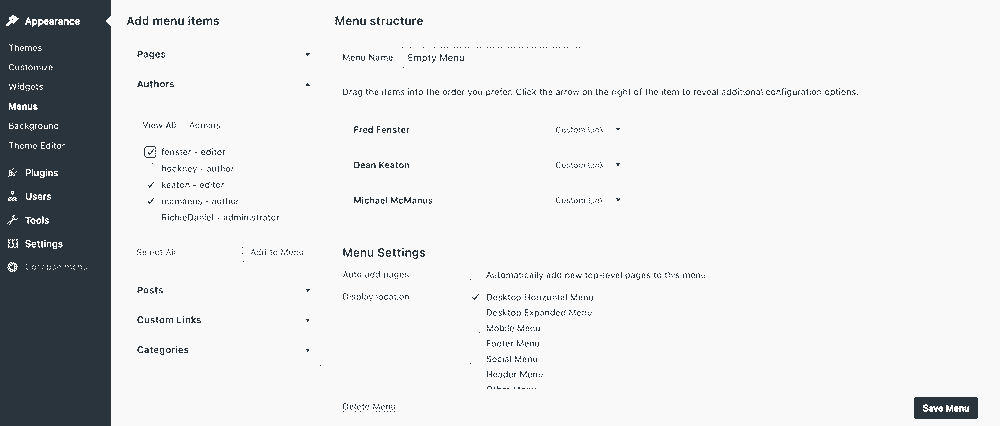 Appearance
Themes
Customize
Widgets
Menus
Background
Theme Editor
Plugins
Users
Tools
Settings
Collapse menu
Add menu items
Pages
Authors
View All
fenster - editor
hockney - author
keaton - editor
mcmanus - author
RichieDaniel - administrator
Select All
Add to Menu
Posts
Custom Links
Categories
Menu structure
Menu Name
Empty Menu
Drag the items into the order you prefer. Click the arrow on the right of the item to reveal additional configuration options.
Fred Fenster Custom Link
Dean Keaton Custom Link
Michael McManus Custom Link
Menu Settings
Auto add pages Automatically add new top-level pages to this menu
Display location Desktop Horizontal Menu
Desktop Expanded Menu
Mobile Menu
Footer Menu
Social Menu
Header Menu
Delete Menu
Save Menu